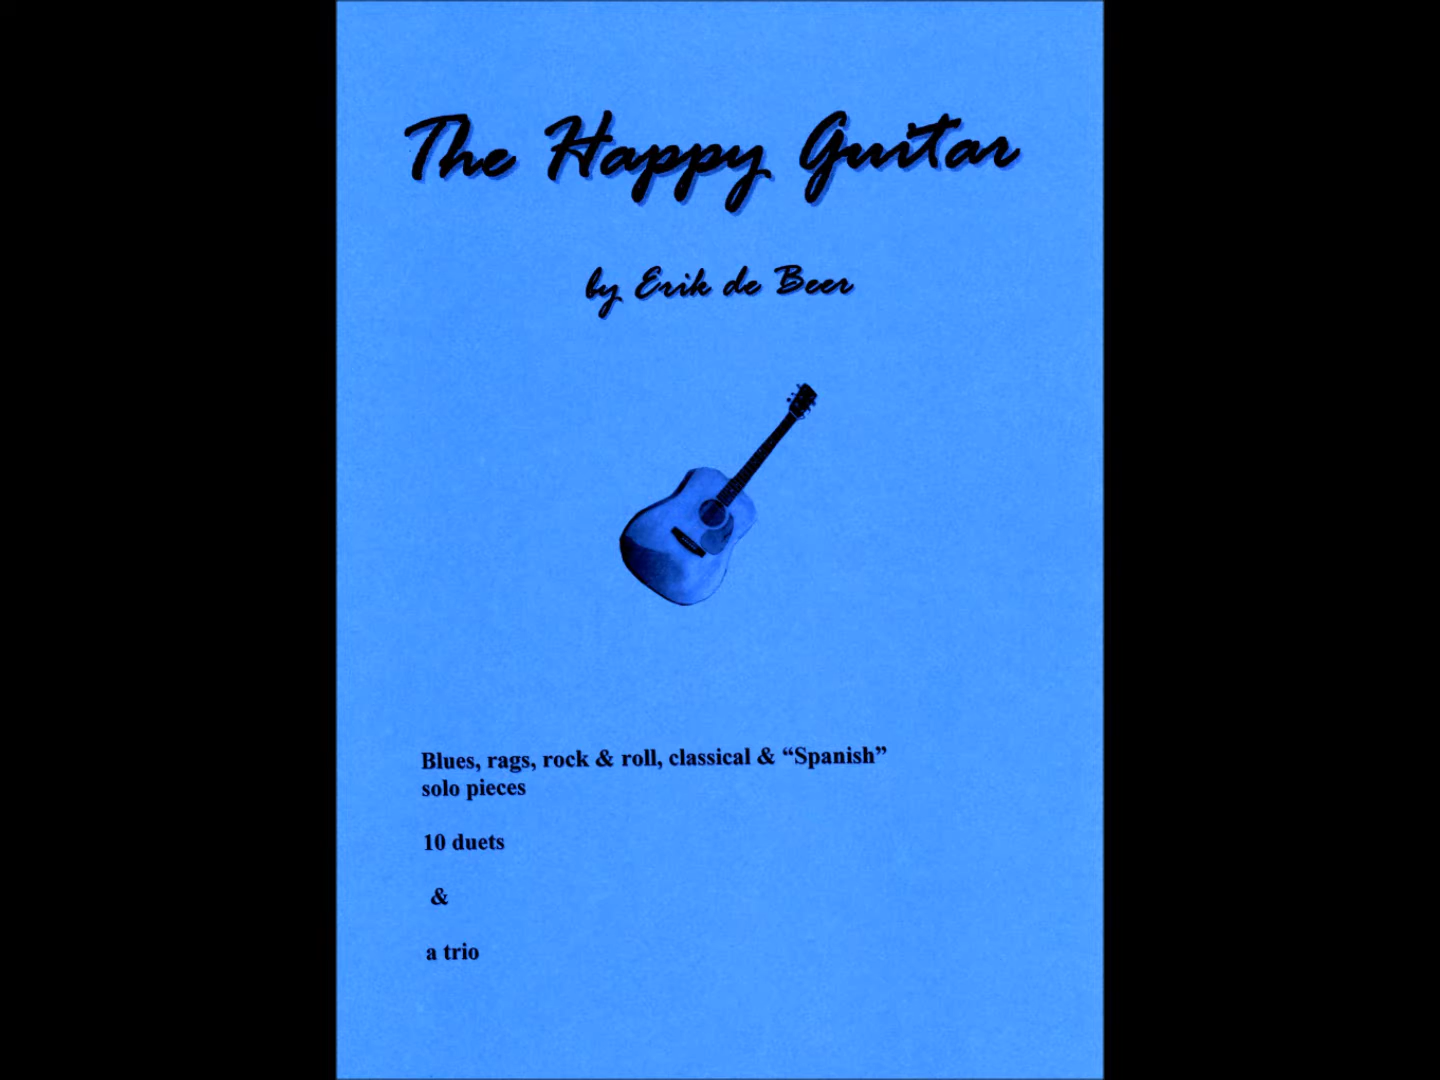 The Happy Guitar
by Erik de Beer
Blues, rags, rock & roll, classical & “Spanish”
solo pieces
10 duets
&
a trio